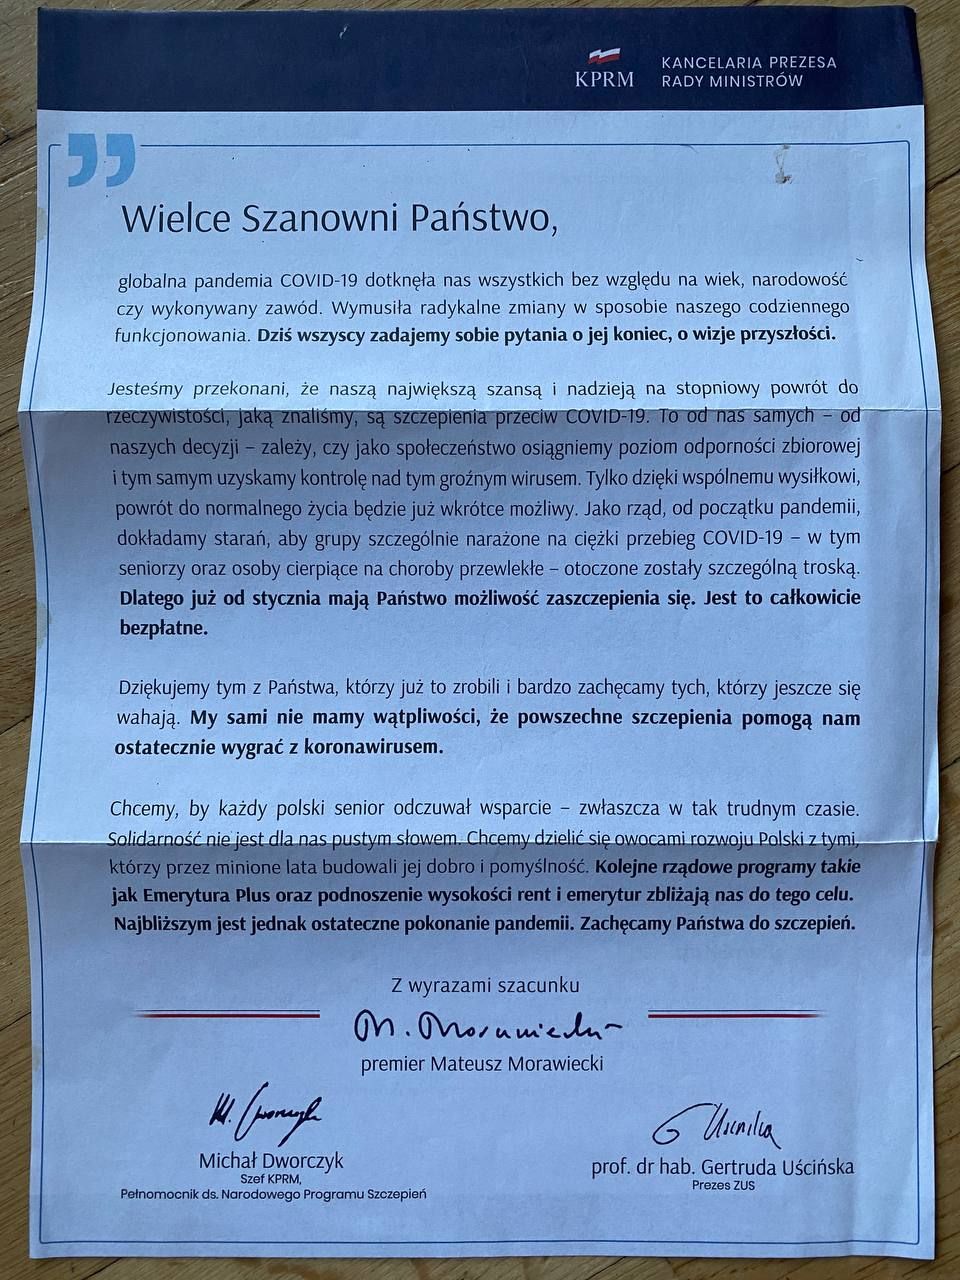 KPRM
KANCELARIA PREZESA
RADY MINISTRÓW
Wielce Szanowni Państwo,
globalna pandemia COVID-19 dotknęła nas wszystkich bez względu na wiek, narodowość
czy wykonywany zawód. Wymusiła radykalne zmiany w sposobie naszego codziennego
funkcjonowania. Dziś wszyscy zadajemy sobie pytania o jej koniec, o wizje przyszłości.
Jesteśmy przekonani, że naszą największą szansą i nadzieją na stopniowy powrót do
rzeczywistości, jaką znaliśmy, są szczepienia przeciw COVID-19. To od nas samych – od
naszych decyzji – zależy, czy jako społeczeństwo osiągniemy poziom odporności zbiorowej
i tym samym uzyskamy kontrolę nad tym groźnym wirusem. Tylko dzięki wspólnemu wysiłkowi,
powrót do normalnego życia będzie już wkrótce możliwy. Jako rząd, od początku pandemii,
dokładamy starań, aby grupy szczególnie narażone na ciężki przebieg COVID-19 – w tym
seniorzy oraz osoby cierpiące na choroby przewlekłe – otoczone zostały szczególną troską.
Dlatego już od stycznia mają Państwo możliwość zaszczepienia się. Jest to całkowicie
bezpłatne.
Dziękujemy tym z Państwa, którzy już to zrobili i bardzo zachęcamy tych, którzy jeszcze się
wahają. My sami nie mamy wątpliwości, że powszechne szczepienia pomogą nam
ostatecznie wygrać z koronawirusem.
Chcemy, by każdy polski senior odczuwał wsparcie – zwłaszcza w tak trudnym czasie.
Solidarność nie jest dla nas pustym słowem. Chcemy dzielić się owocami rozwoju Polski z tymi,
którzy przez minione lata budowali jej dobro i pomyślność. Kolejne rządowe programy takie
jak Emerytura Plus oraz podnoszenie wysokości rent i emerytur zbliżają nas do tego celu.
Najbliższym jest jednak ostateczne pokonanie pandemii. Zachęcamy Państwa do szczepień.
Z wyrazami szacunku
M. Morawiecki
premier Mateusz Morawiecki
M. Dworczyk
Michał Dworczyk
Szef KPRM,
Pełnomocnik ds. Narodowego Programu Szczepień
G Uścińska
prof. dr hab. Gertruda Uścińska
Prezes ZUS